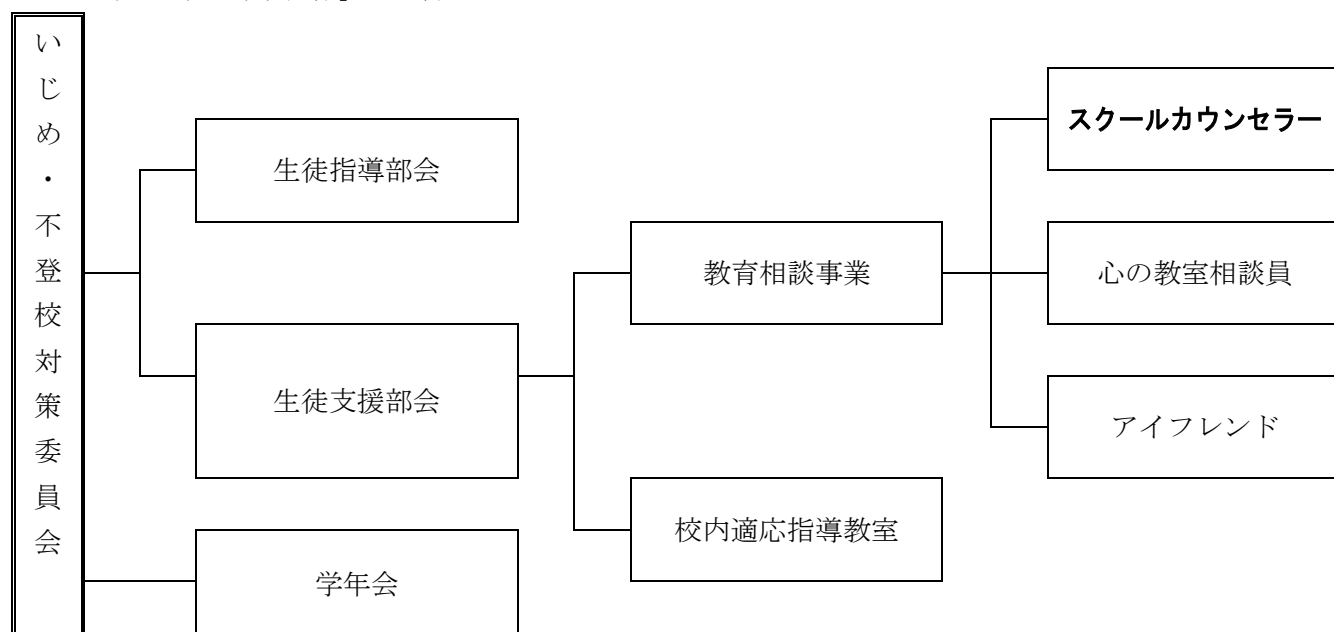 いじめ・不登校対策委員会
生徒指導部会
生徒支援部会
学年会
教育相談事業
校内適応指導教室
スクールカウンセラー
心の教室相談員
アイフレンド